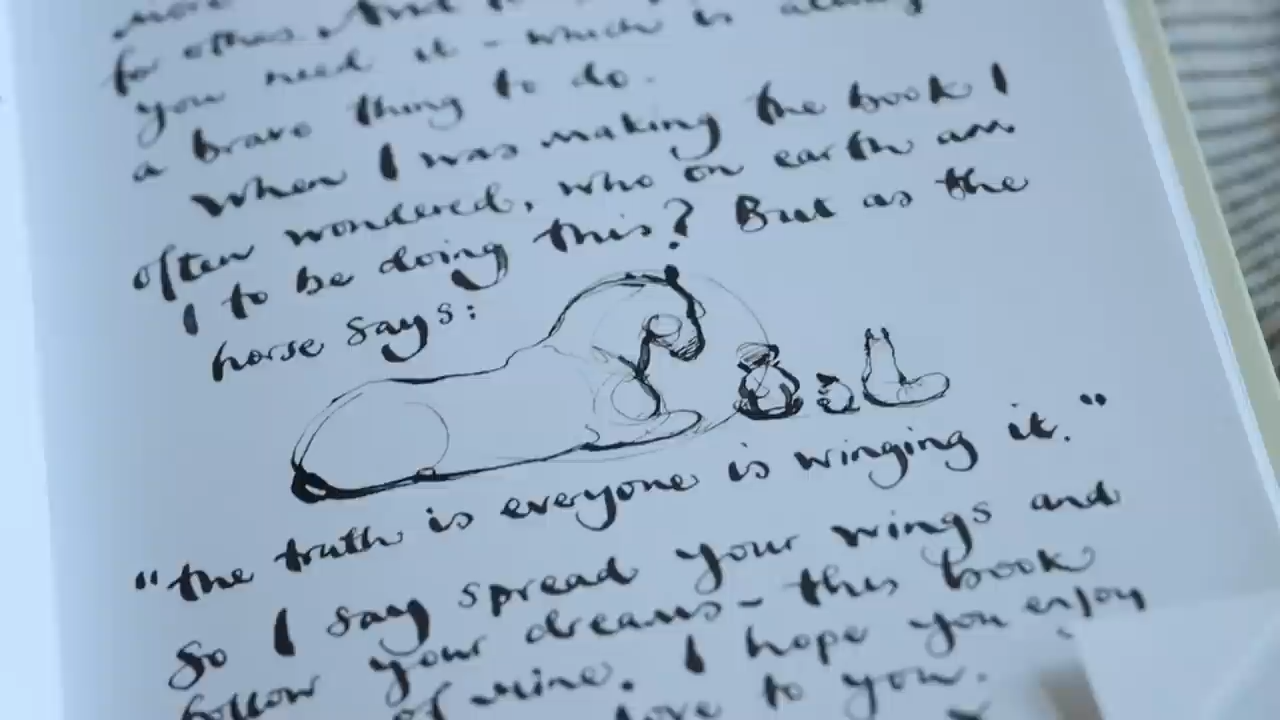 for others. And to
you need it – which is always
a brave thing to do.
When I was making the book I
often wondered, who on earth am
I to be doing this? But as the
horse says:
"the truth is everyone is winging it."
So I say spread your wings and
follow your dreams – this book
of mine. I hope you enjoy
love to you.